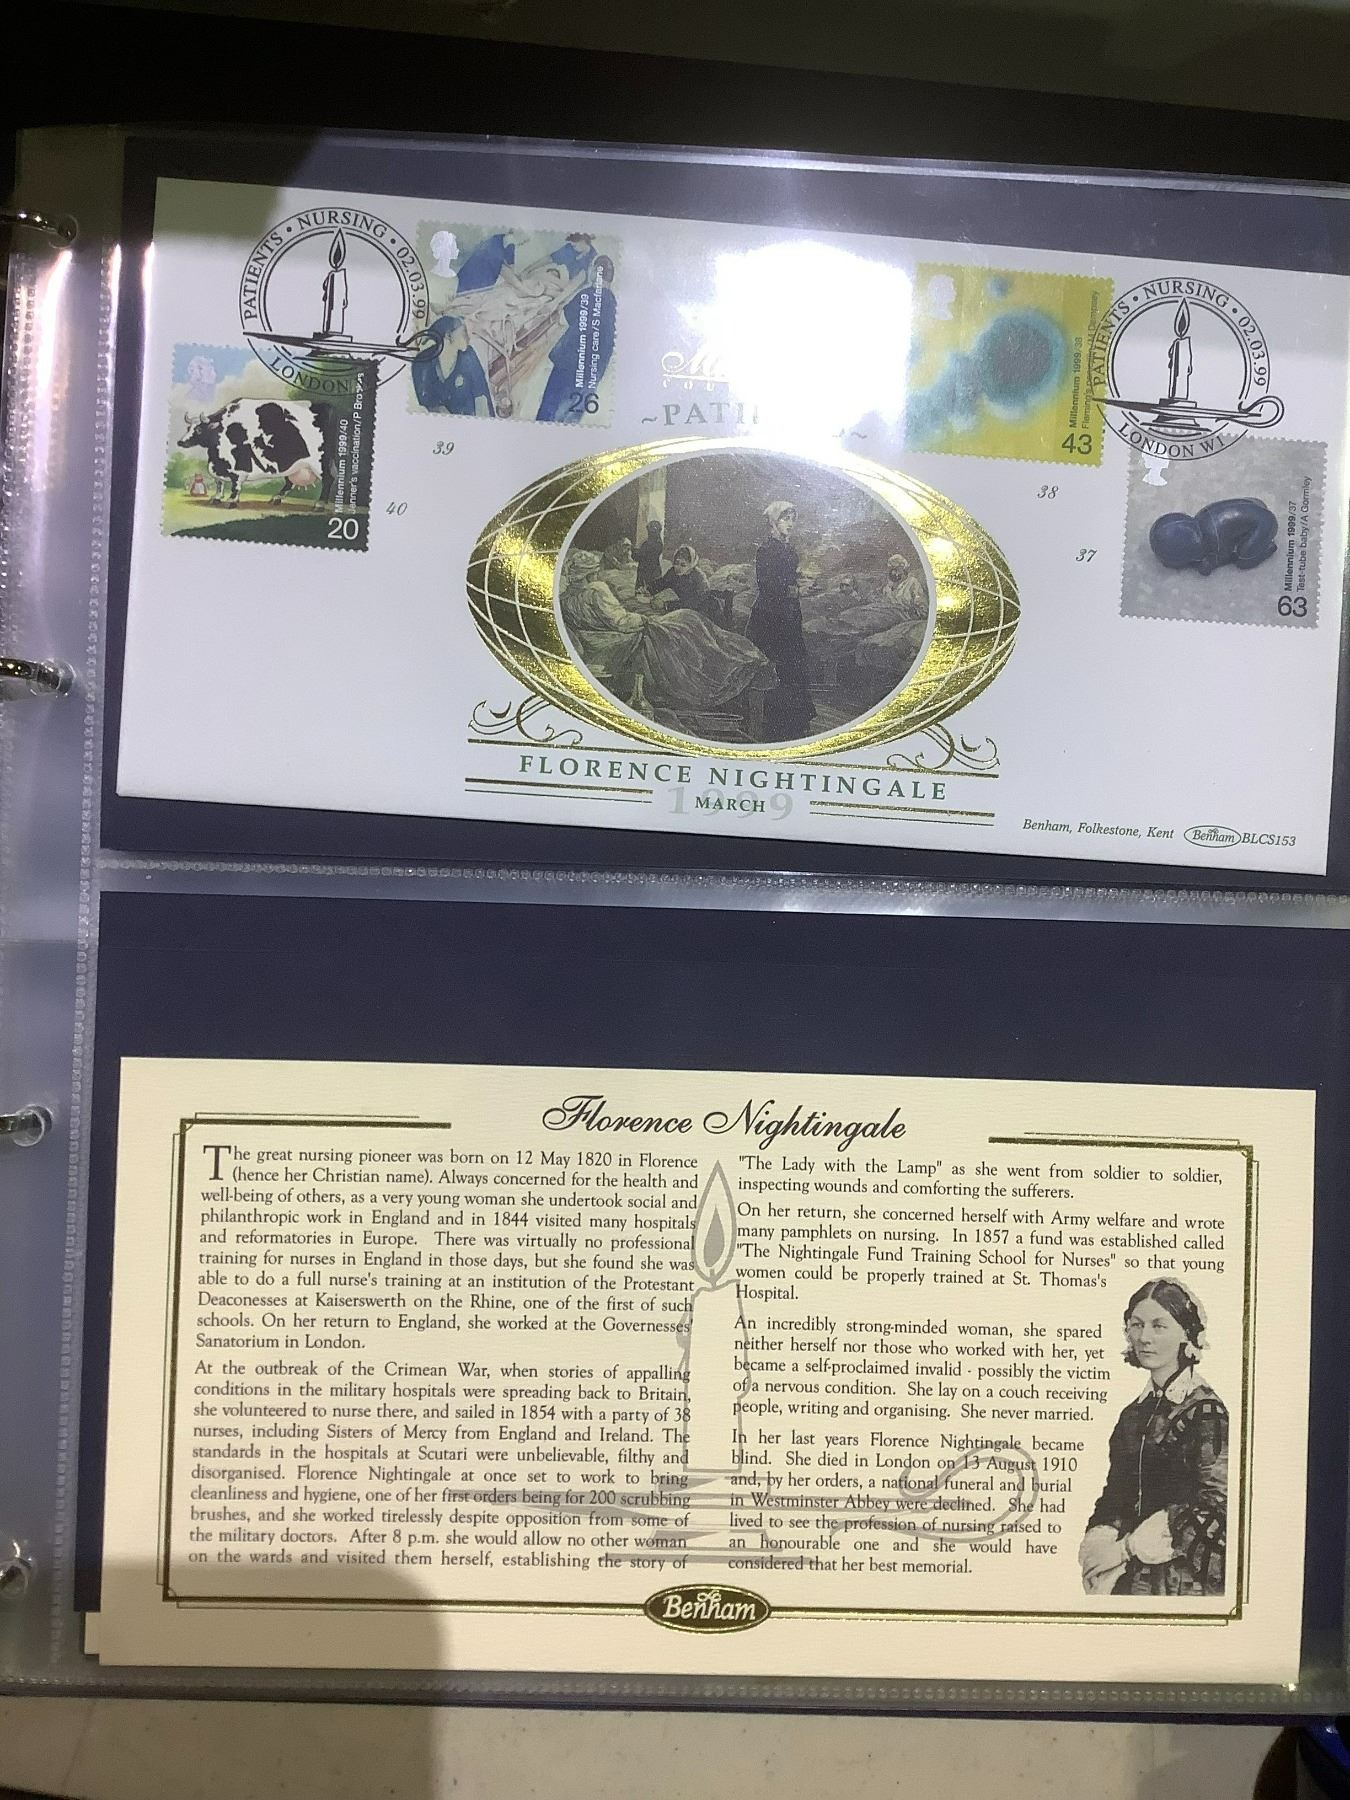 PATIENTS • NURSING • 02.03.99
LONDON
Millennium 1999/40
Jenner's vaccination/P Brookes
20
40
Millennium 1999/39
Nursing care/S Macfarlane
26
39
Millennium 1999/38
43
38
PATIENTS • NURSING • 02.03.99
LONDON W1
Millennium 1999/37
Test-tube baby/A Gormley
63
37
FLORENCE NIGHTINGALE
1999
MARCH
Benham, Folkestone, Kent Benham BLCS153
Florence Nightingale
The great nursing pioneer was born on 12 May 1820 in Florence
(hence her Christian name). Always concerned for the health and
well-being of others, as a very young woman she undertook social and
philanthropic work in England and in 1844 visited many hospitals
and reformatories in Europe. There was virtually no professional
training for nurses in England in those days, but she found she was
able to do a full nurse's training at an institution of the Protestant
Deaconesses at Kaiserswerth on the Rhine, one of the first of such
schools. On her return to England, she worked at the Governesses'
Sanatorium in London.
At the outbreak of the Crimean War, when stories of appalling
conditions in the military hospitals were spreading back to Britain,
she volunteered to nurse there, and sailed in 1854 with a party of 38
nurses, including Sisters of Mercy from England and Ireland. The
standards in the hospitals at Scutari were unbelievable, filthy and
disorganised. Florence Nightingale at once set to work to bring
cleanliness and hygiene, one of her first orders being for 200 scrubbing
brushes, and she worked tirelessly despite opposition from some of
the military doctors. After 8 p.m. she would allow no other woman
on the wards and visited them herself, establishing the story of
"The Lady with the Lamp" as she went from soldier to soldier,
inspecting wounds and comforting the sufferers.
On her return, she concerned herself with Army welfare and wrote
many pamphlets on nursing. In 1857 a fund was established called
"The Nightingale Fund Training School for Nurses" so that young
women could be properly trained at St. Thomas's
Hospital.
An incredibly strong-minded woman, she spared
neither herself nor those who worked with her, yet
became a self-proclaimed invalid - possibly the victim
of a nervous condition. She lay on a couch receiving
people, writing and organising. She never married.
In her last years Florence Nightingale became
blind. She died in London on 13 August 1910
and, by her orders, a national funeral and burial
in Westminster Abbey were declined. She had
lived to see the profession of nursing raised to
an honourable one and she would have
considered that her best memorial.
Benham